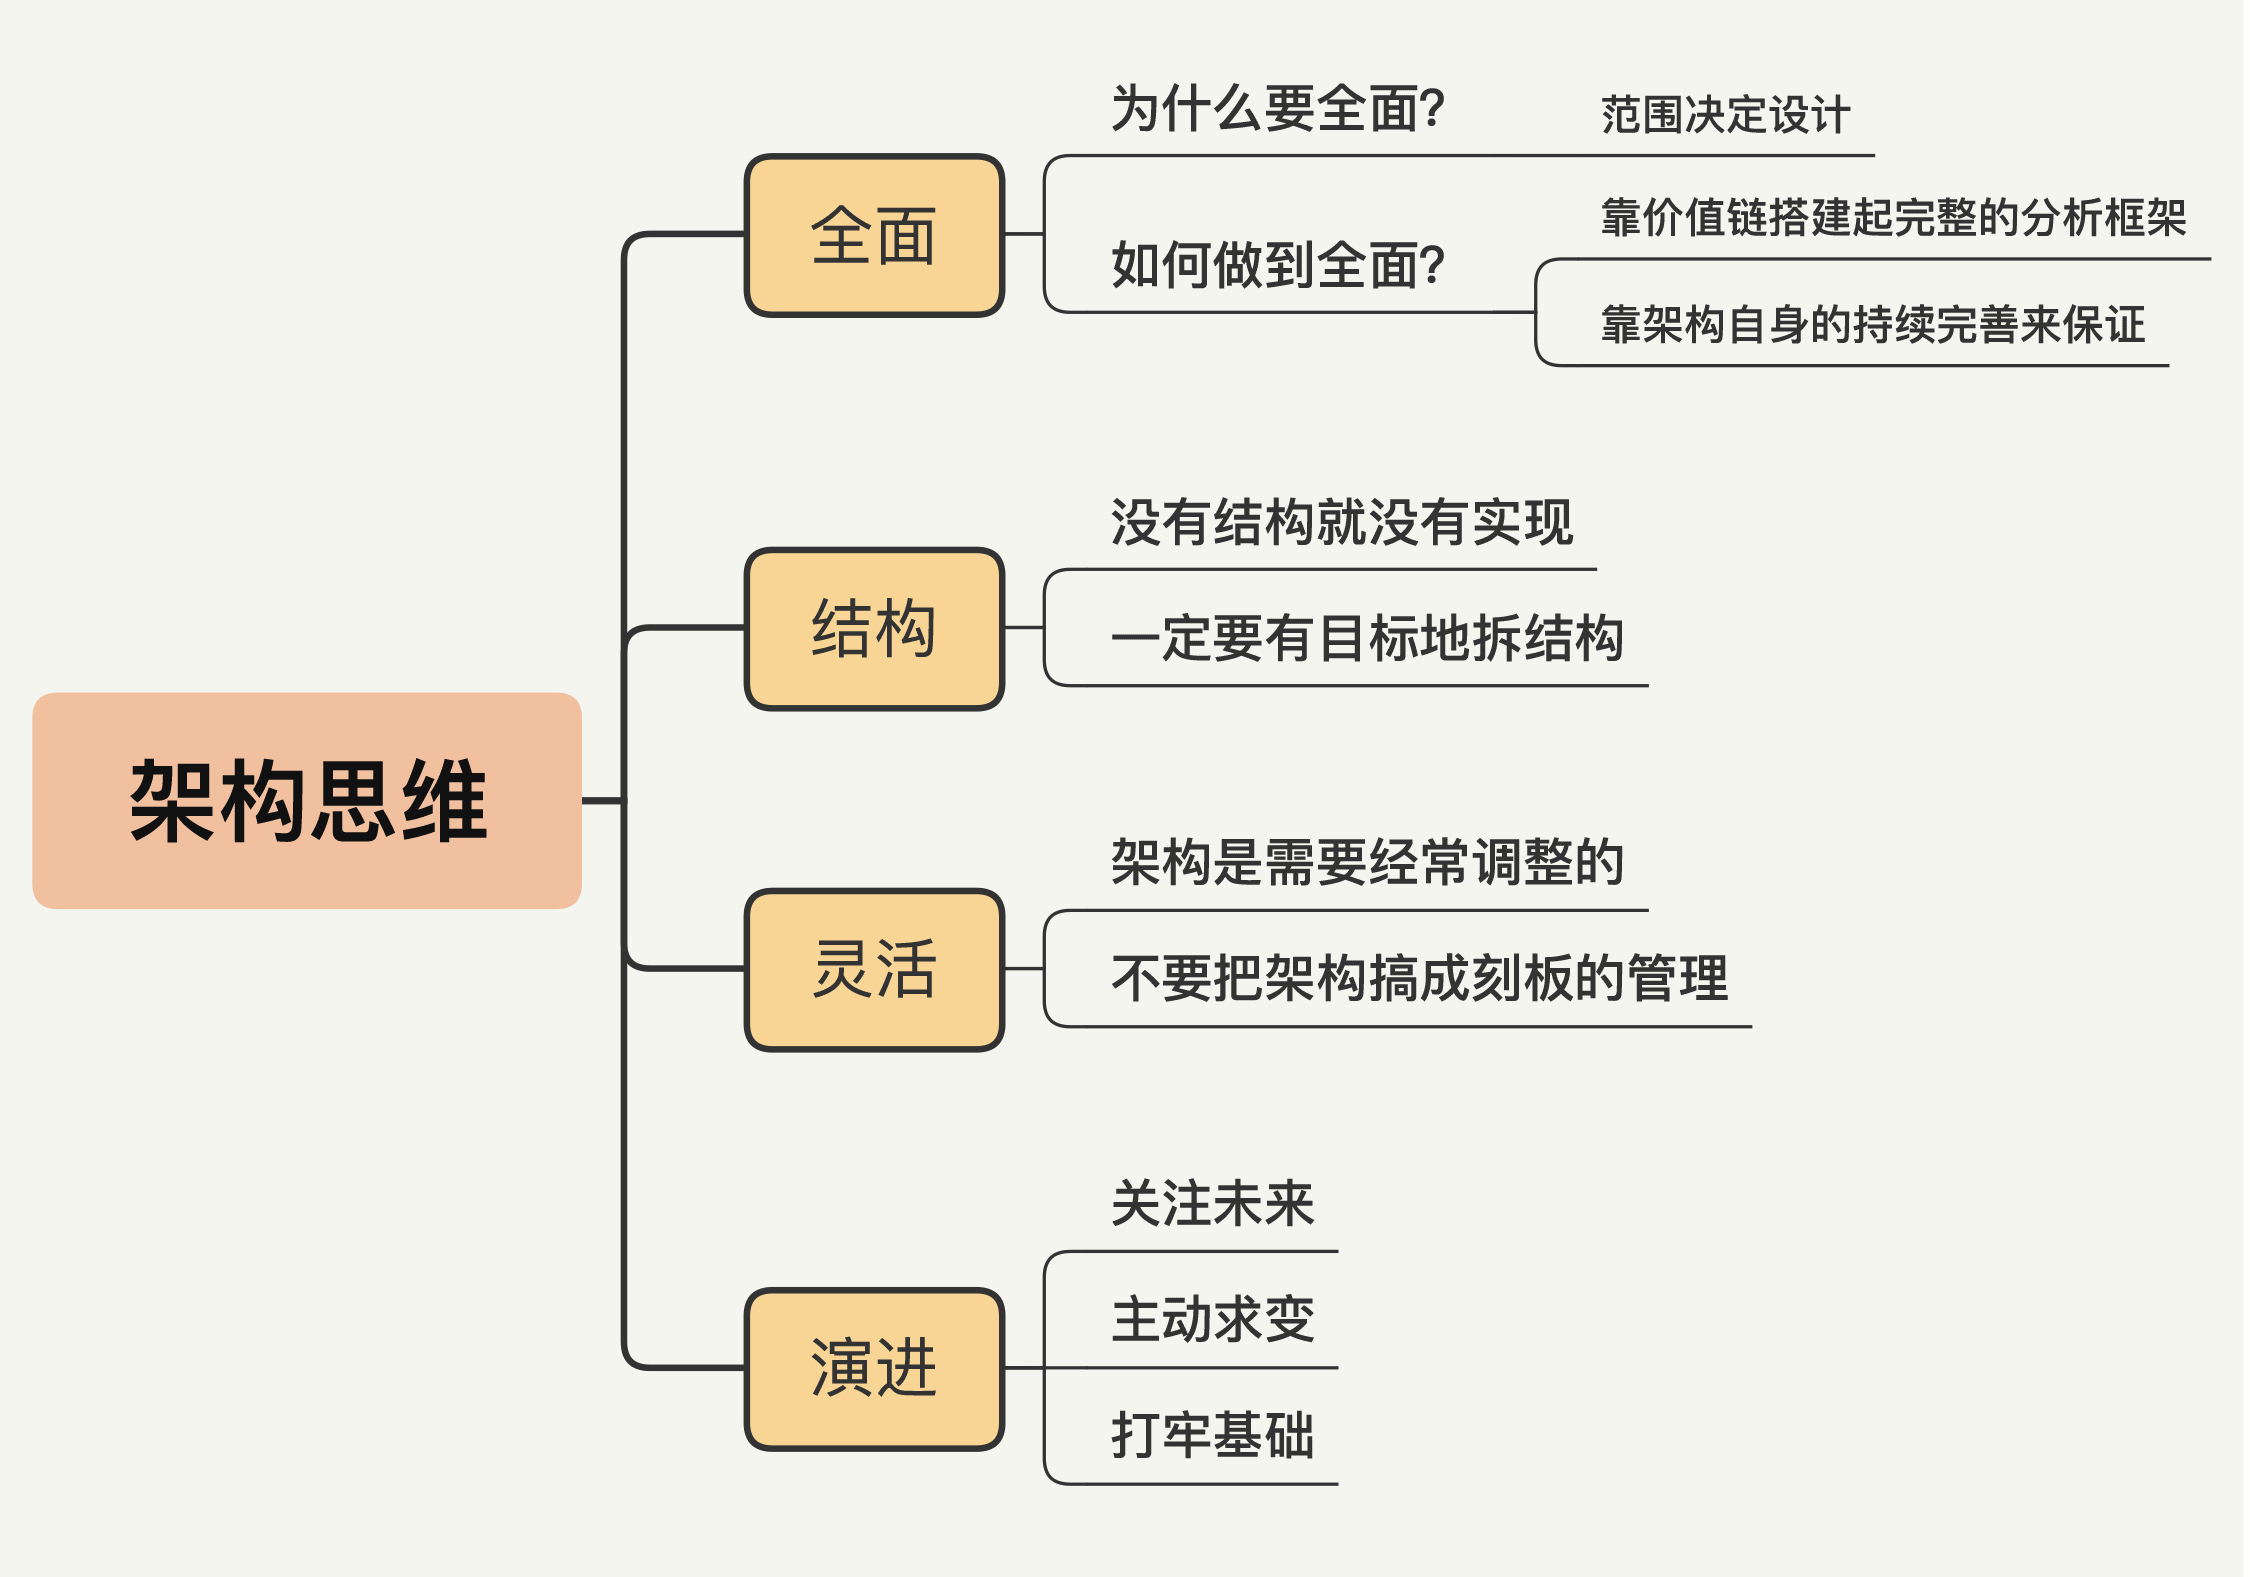 架构思维
全面
为什么要全面?
范围决定设计
如何做到全面?
靠价值链搭建起完整的分析框架
靠架构自身的持续完善来保证
结构
没有结构就没有实现
一定要有目标地拆结构
灵活
架构是需要经常调整的
不要把架构搞成刻板的管理
演进
关注未来
主动求变
打牢基础